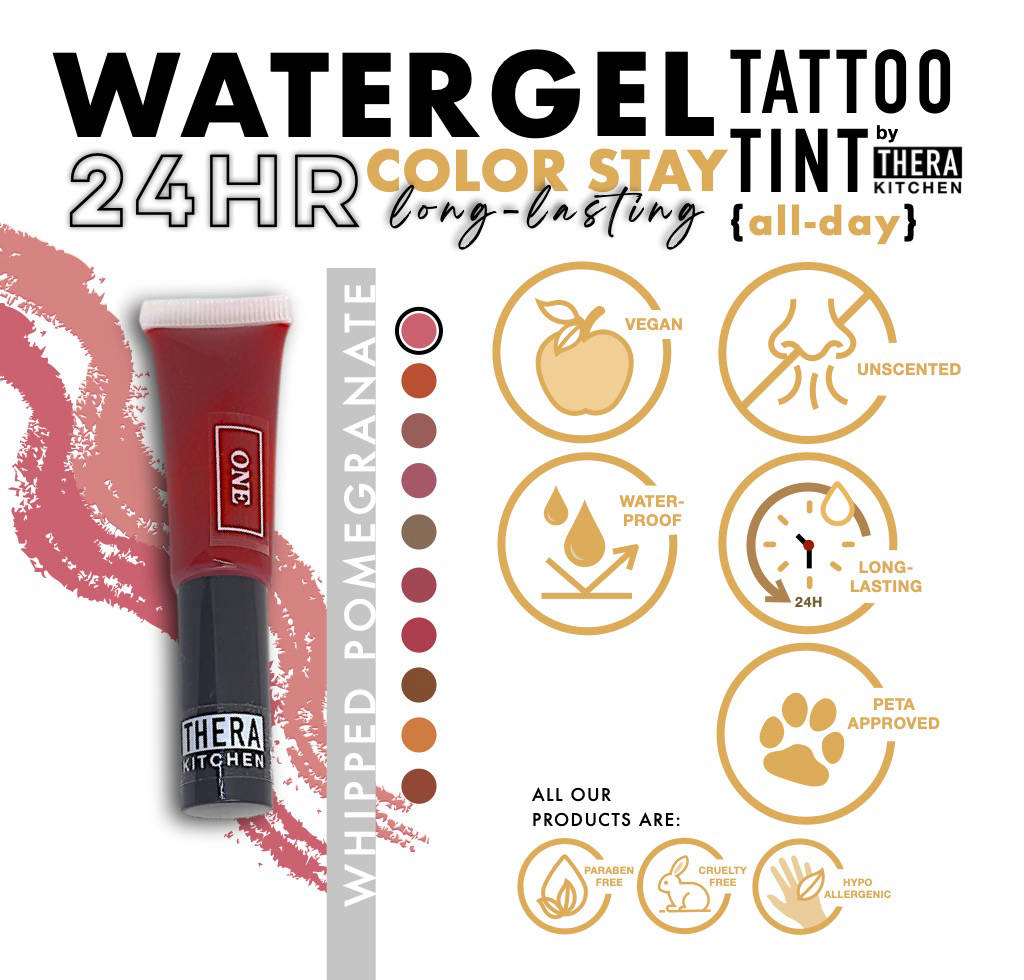 WATERGEL
TATTOO
TINT
by
THERA
KITCHEN
24HR
COLOR STAY
long-lasting
{all-day}
WHIPPED POMEGRANATE
ONE
THERA
KITCHEN
VEGAN
UNSCENTED
WATER-
PROOF
LONG-
LASTING
24H
PETA
APPROVED
ALL OUR
PRODUCTS ARE:
PARABEN
FREE
CRUELTY
FREE
HYPO
ALLERGENIC